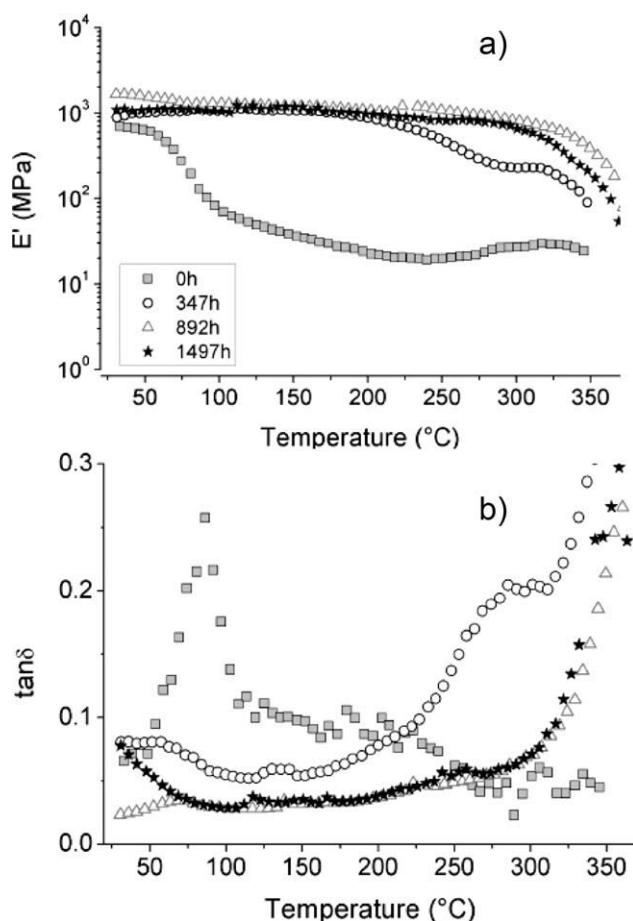 a)
10⁴
10³
10²
10¹
10⁰
E' (MPa)
0h
347h
892h
1497h
50 100 150 200 250 300 350
Temperature (°C)
b)
0.3
0.2
0.1
0.0
tanδ
50 100 150 200 250 300 350
Temperature (°C)